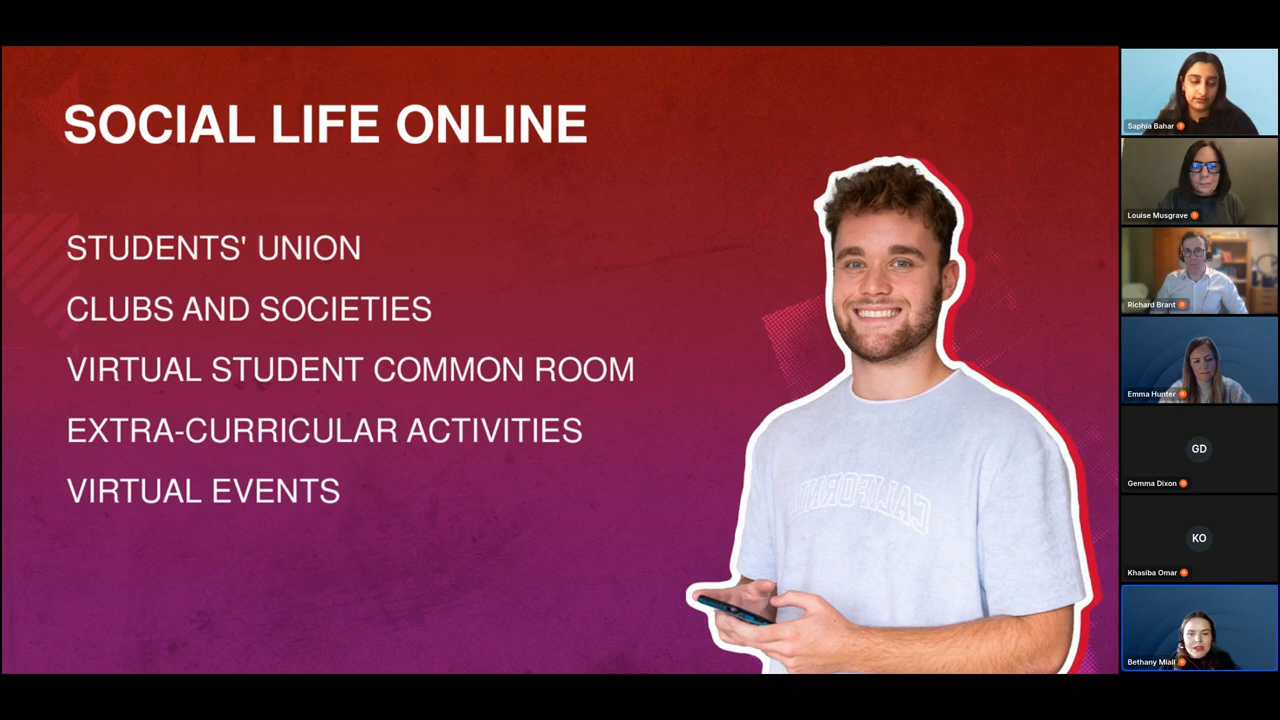 SOCIAL LIFE ONLINE
STUDENTS' UNION
CLUBS AND SOCIETIES
VIRTUAL STUDENT COMMON ROOM
EXTRA-CURRICULAR ACTIVITIES
VIRTUAL EVENTS
CALIFORNIA
Saphia Bahar
Louise Musgrave
Richard Brant
Emma Hunter
GD
Gemma Dixon
KO
Khasiba Omar
Bethany Miall